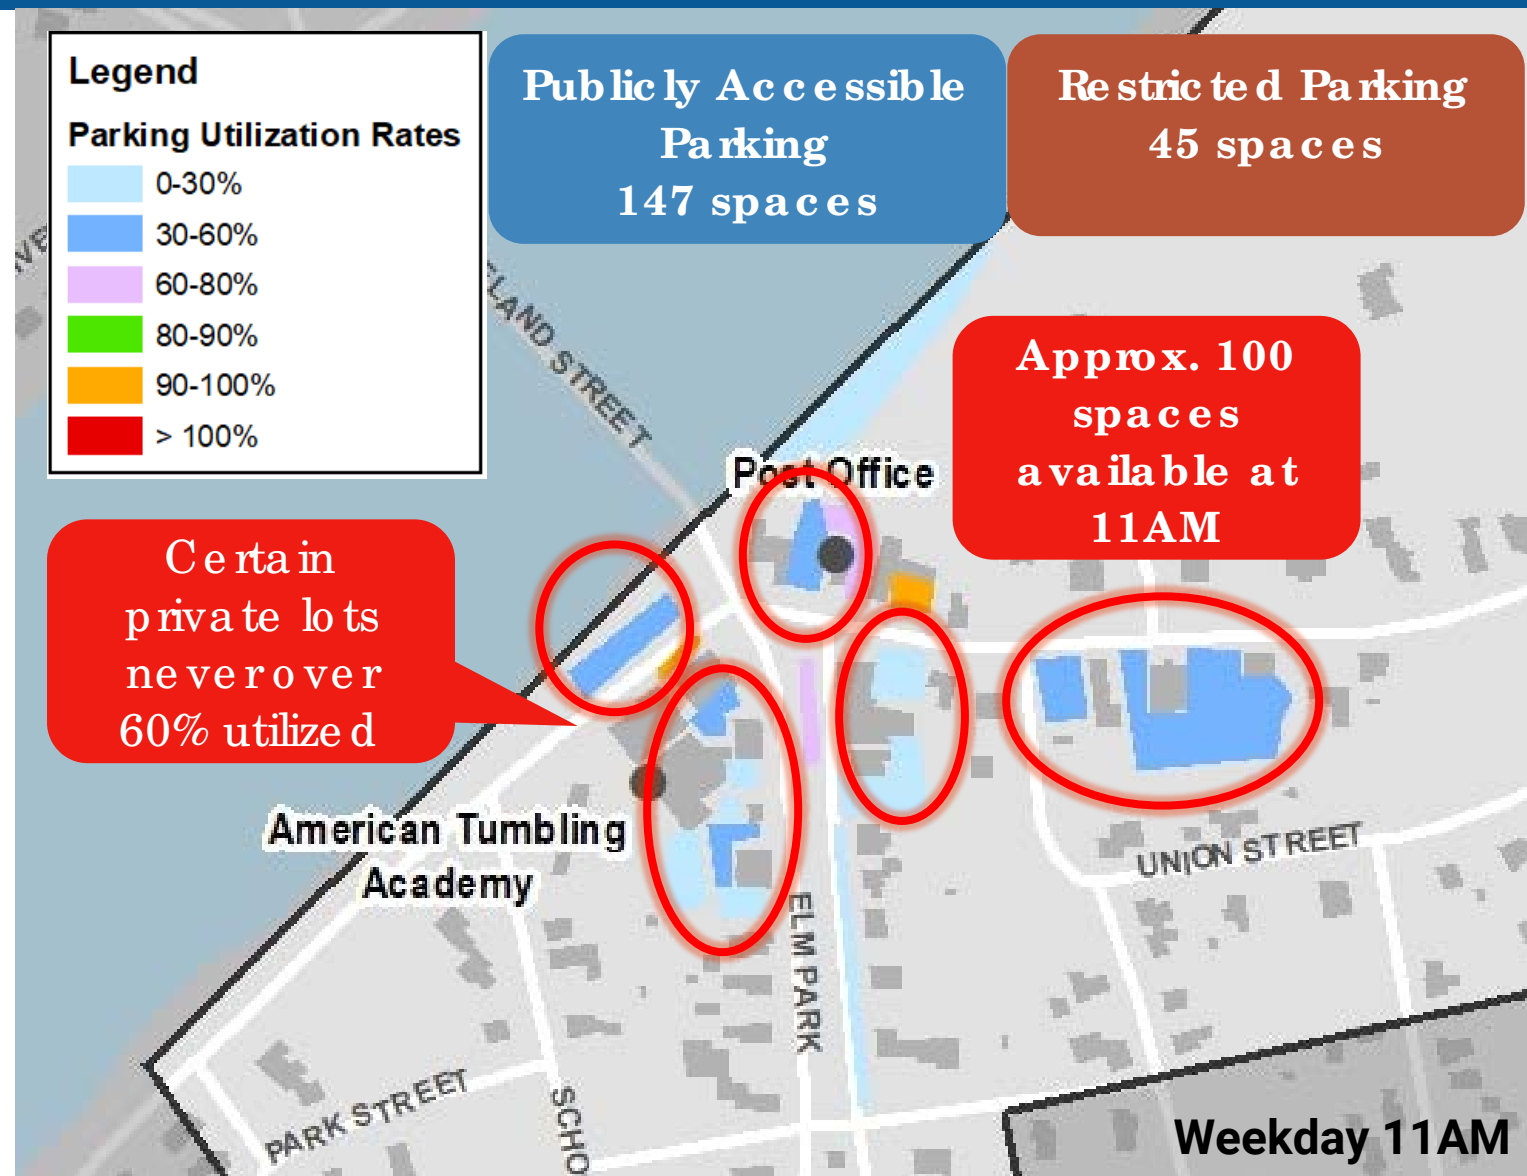 Legend
Parking Utilization Rates
0-30%
30-60%
60-80%
80-90%
90-100%
> 100%
Publicly Accessible
Parking
147 spaces
Restricted Parking
45 spaces
Approx. 100
spaces
available at
11AM
Certain
private lots
never over
60% utilized
Post Office
American Tumbling
Academy
ELAND STREET
ELM PARK
UNION STREET
PARK STREET
SCHO
Weekday 11AM